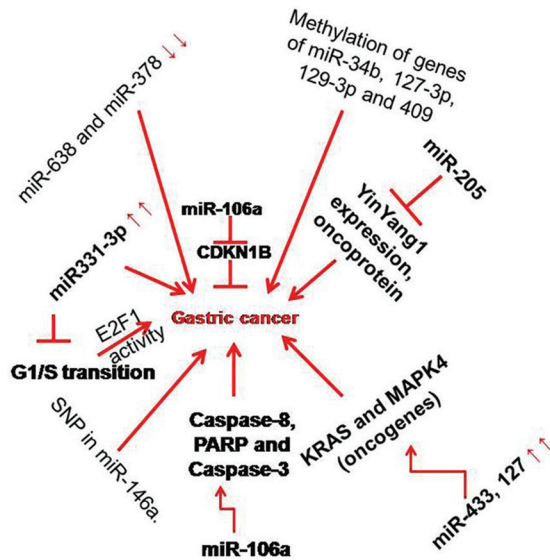 Methylation of genes
of miR-34b, 127-3p,
129-3p and 409
miR-638 and miR-378 ↓↓
miR-205
YinYang1
expression,
oncoprotein
miR-106a
CDKN1B
miR331-3p ↑↑
Gastric cancer
E2F1
activity
G1/S transition
SNP in miR-146a.
Caspase-8,
PARP and
Caspase-3
miR-106a
KRAS and MAPK4
(oncogenes)
miR-433, 127 ↑↑